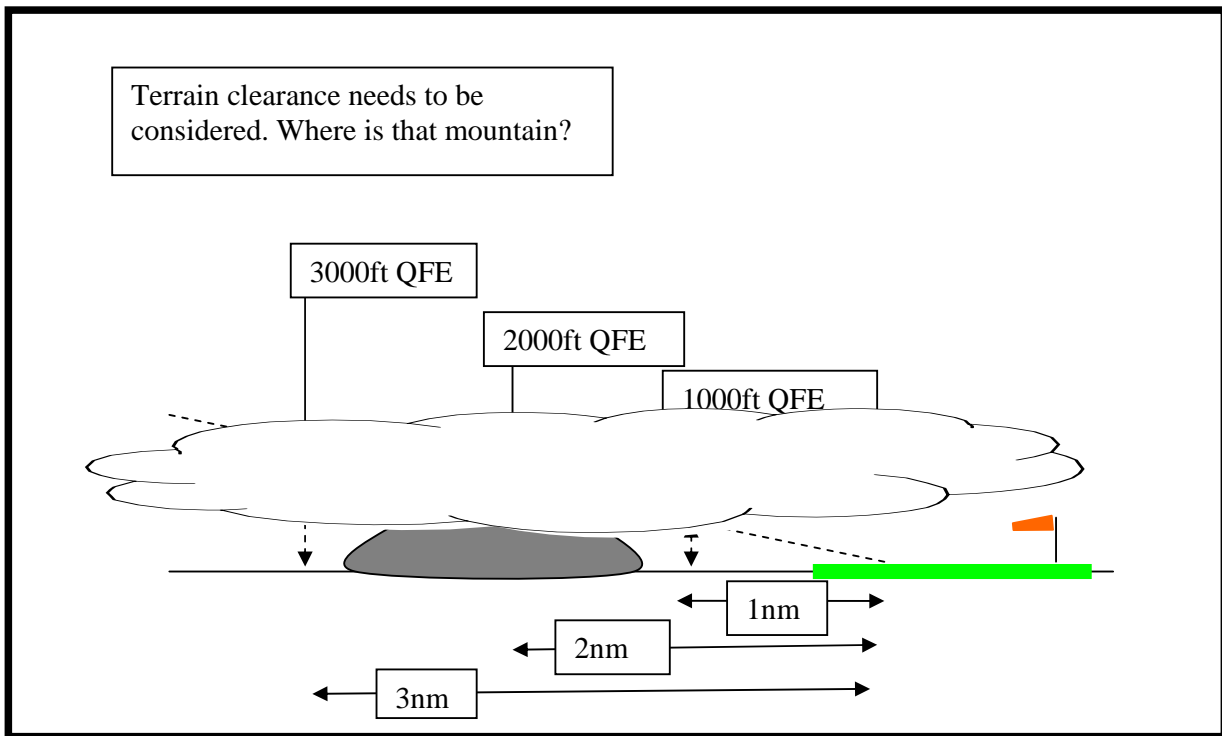 Terrain clearance needs to be
considered. Where is that mountain?
3000ft QFE
2000ft QFE
1000ft QFE
1nm
2nm
3nm